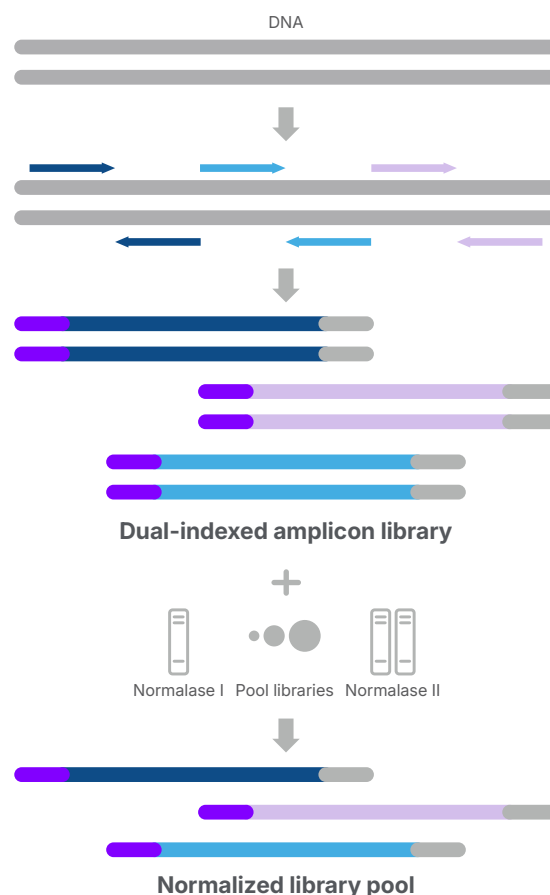 DNA
Dual-indexed amplicon library
Normalase I Pool libraries Normalase II
Normalized library pool